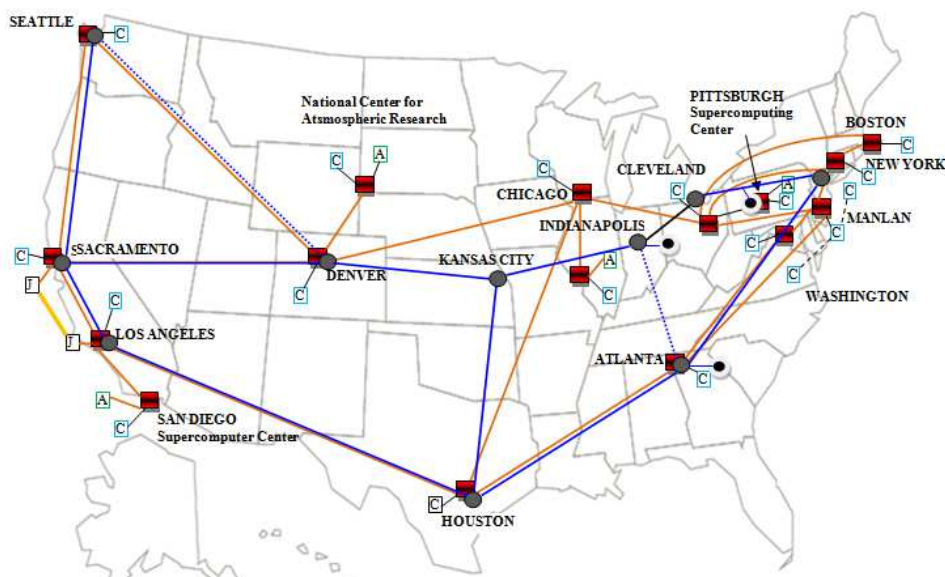 SEATTLE
C
National Center for
Atsmospheric Research
C
A
PITTSBURGH
Supercomputing
Center
BOSTON
C
CLEVELAND
NEW YORK
C
C
CHICAGO
C
A
C
C
INDIANAPOLIS
MANLAN
C
C
sSACRAMENTO
C
J
DENVER
C
KANSAS CITY
A
C
C
WASHINGTON
C
LOS ANGELES
J
ATLANTA
C
A
C
SAN DIEGO
Supercomputer Center
C
HOUSTON